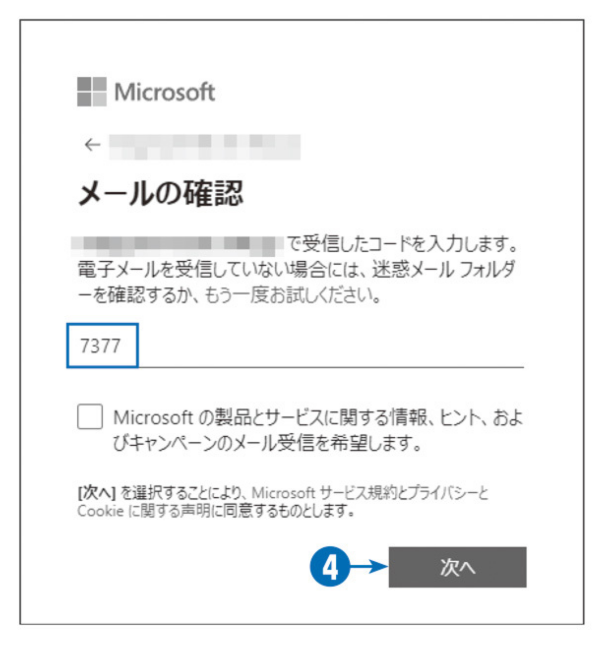 Microsoft
←
メールの確認
で受信したコードを入力します。
電子メールを受信していない場合には、迷惑メール フォルダ
ーを確認するか、もう一度お試しください。
7377
Microsoft の製品とサービスに関する情報、ヒント、およ
びキャンペーンのメール受信を希望します。
[次へ] を選択することにより、Microsoft サービス規約とプライバシーと
Cookie に関する声明に同意するものとします。
4
次へ